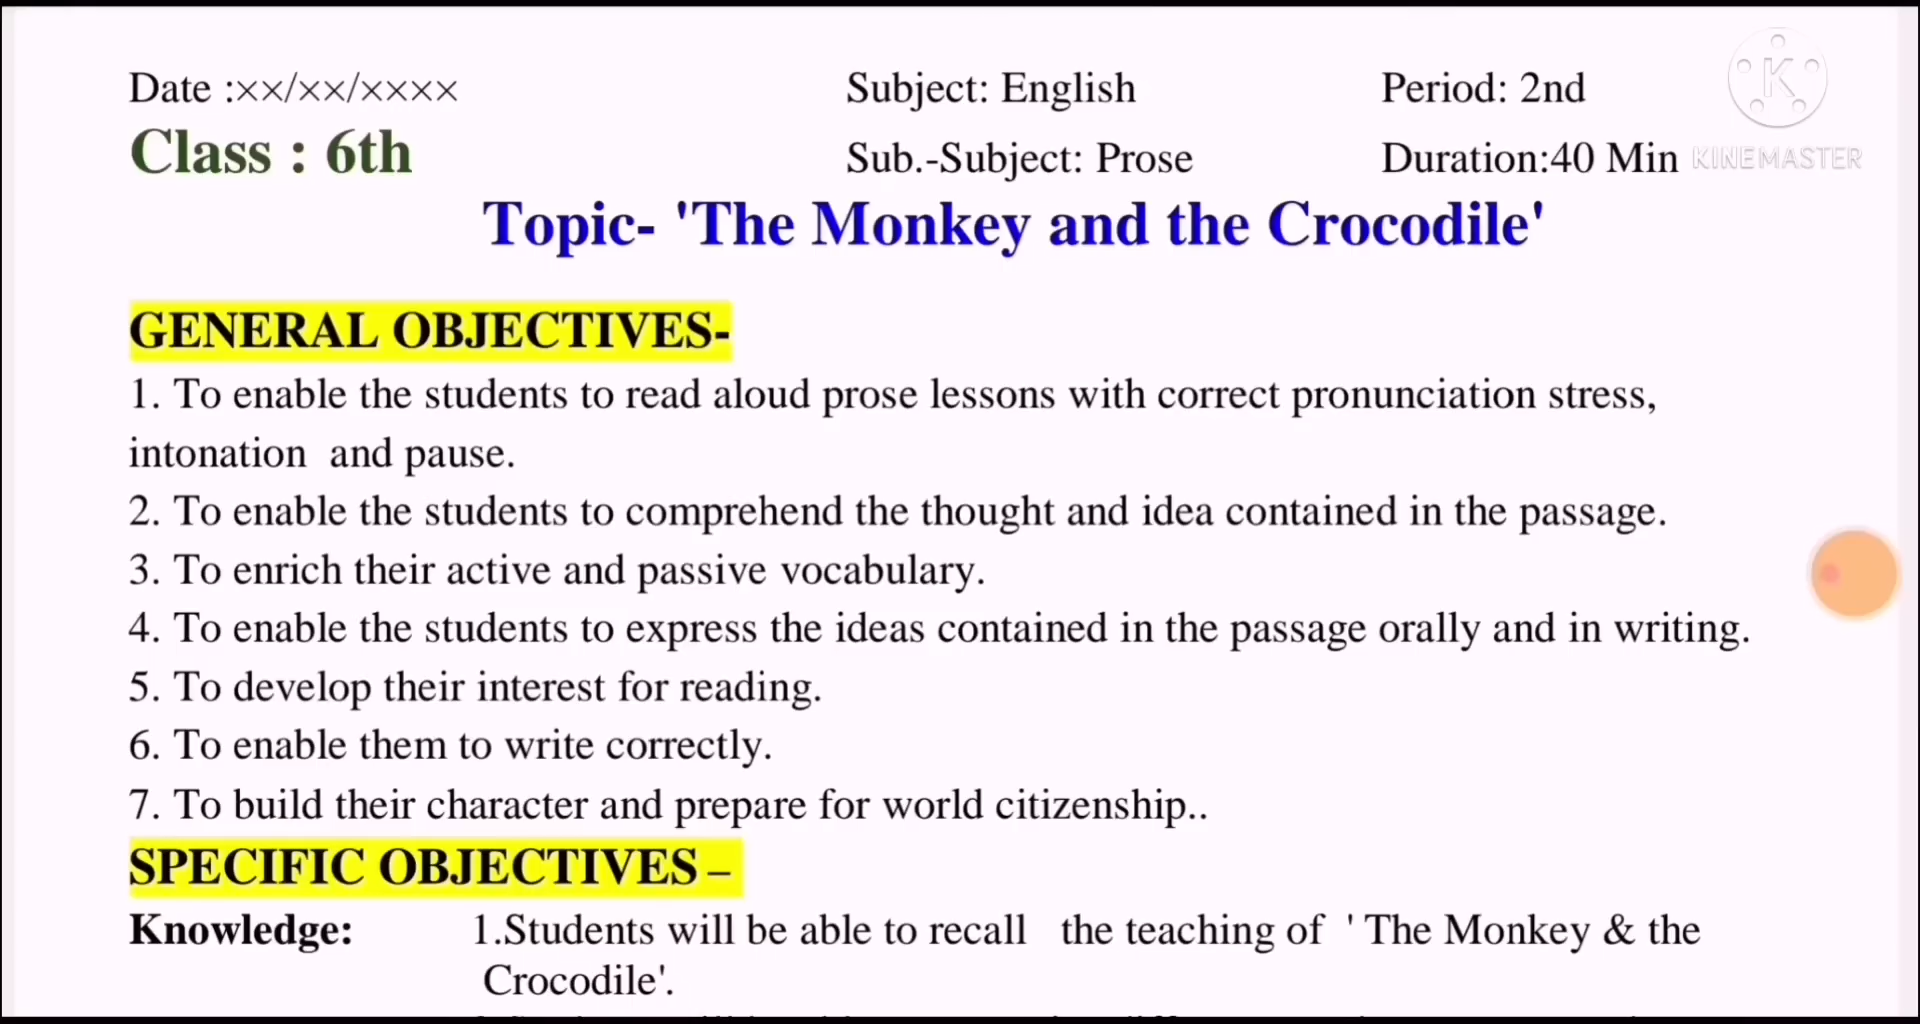 Date :××/××/×××× Subject: English Period: 2nd
K
Class : 6th Sub.-Subject: Prose Duration:40 Min
KINEMASTER
Topic- 'The Monkey and the Crocodile'
GENERAL OBJECTIVES-
1. To enable the students to read aloud prose lessons with correct pronunciation stress,
intonation and pause.
2. To enable the students to comprehend the thought and idea contained in the passage.
3. To enrich their active and passive vocabulary.
4. To enable the students to express the ideas contained in the passage orally and in writing.
5. To develop their interest for reading.
6. To enable them to write correctly.
7. To build their character and prepare for world citizenship..
SPECIFIC OBJECTIVES –
Knowledge: 1.Students will be able to recall the teaching of ' The Monkey & the
Crocodile'.